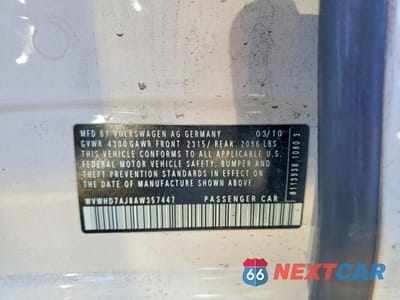 MFD BY VOLKSWAGEN AG GERMANY 03/10
GVWR 4300 GAWR FRONT 2315/ REAR 2056 LBS
THIS VEHICLE CONFORMS TO ALL APPLICABLE U.S.
FEDERAL MOTOR VEHICLE SAFETY, BUMPER AND
THEFT PREVENTION STANDARDS IN EFFECT ON THE
DATE OF MANUFACTURE SHOWN ABOVE
WVWHD7AJ8AW357447 PASSENGER CAR
66 NEXTCAR